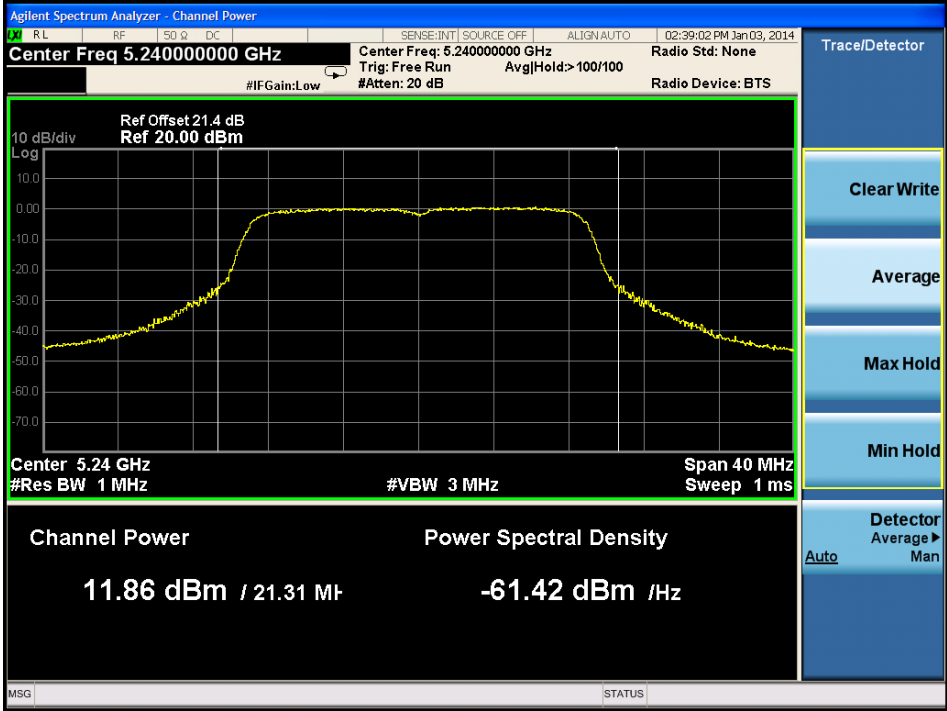 Agilent Spectrum Analyzer - Channel Power
LXI RL RF 50 Ω DC SENSE:INT SOURCE OFF ALIGN AUTO 02:39:02 PM Jan 03, 2014
Center Freq 5.240000000 GHz
Center Freq: 5.240000000 GHz
Radio Std: None
Trig: Free Run Avg|Hold:>100/100
#IFGain:Low
#Atten: 20 dB
Radio Device: BTS
Ref Offset 21.4 dB
10 dB/div Ref 20.00 dBm
Log
10.0
0.00
-10.0
-20.0
-30.0
-40.0
-50.0
-60.0
-70.0
Center 5.24 GHz Span 40 MHz
#Res BW 1 MHz #VBW 3 MHz Sweep 1 ms
Channel Power Power Spectral Density
11.86 dBm / 21.31 MH -61.42 dBm /Hz
Trace/Detector
Clear Write
Average
Max Hold
Min Hold
Detector
Average▶
Auto Man
MSG STATUS